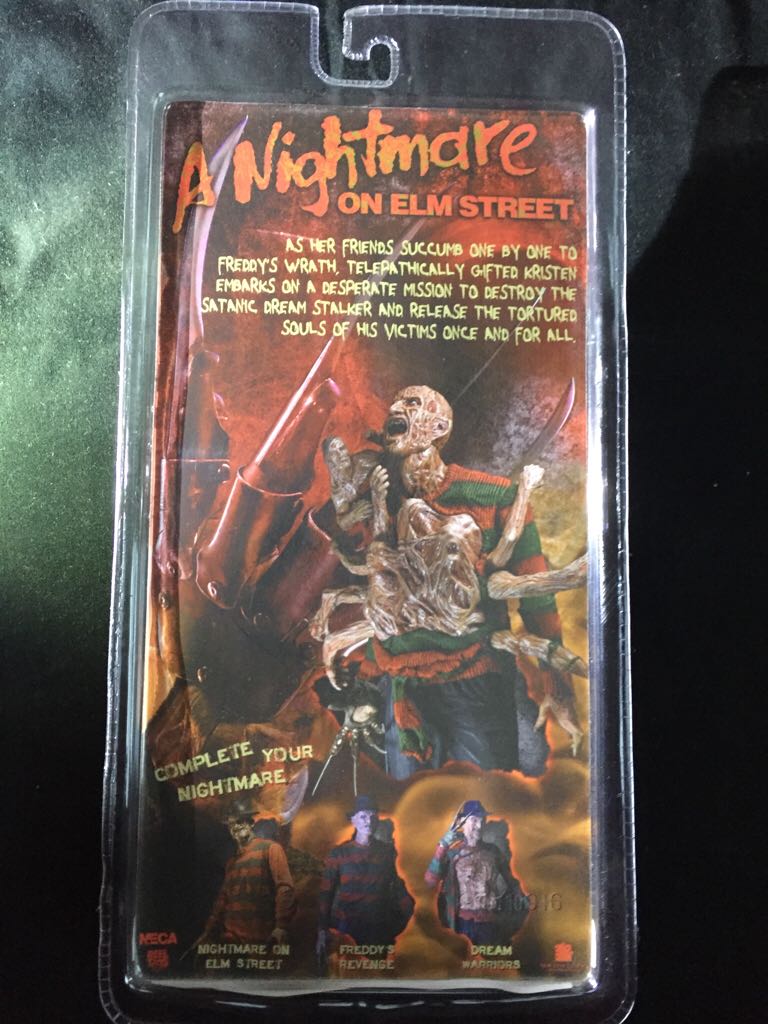 A Nightmare
ON ELM STREET
AS HER FRIENDS SUCCUMB ONE BY ONE TO
FREDDY'S WRATH, TELEPATHICALLY GIFTED KRISTEN
EMBARKS ON A DESPERATE MISSION TO DESTROY THE
SATANIC DREAM STALKER AND RELEASE THE TORTURED
SOULS OF HIS VICTIMS ONCE AND FOR ALL.
COMPLETE YOUR
NIGHTMARE
NECA
NIGHTMARE ON
ELM STREET
FREDDY'S
REVENGE
DREAM
WARRIORS